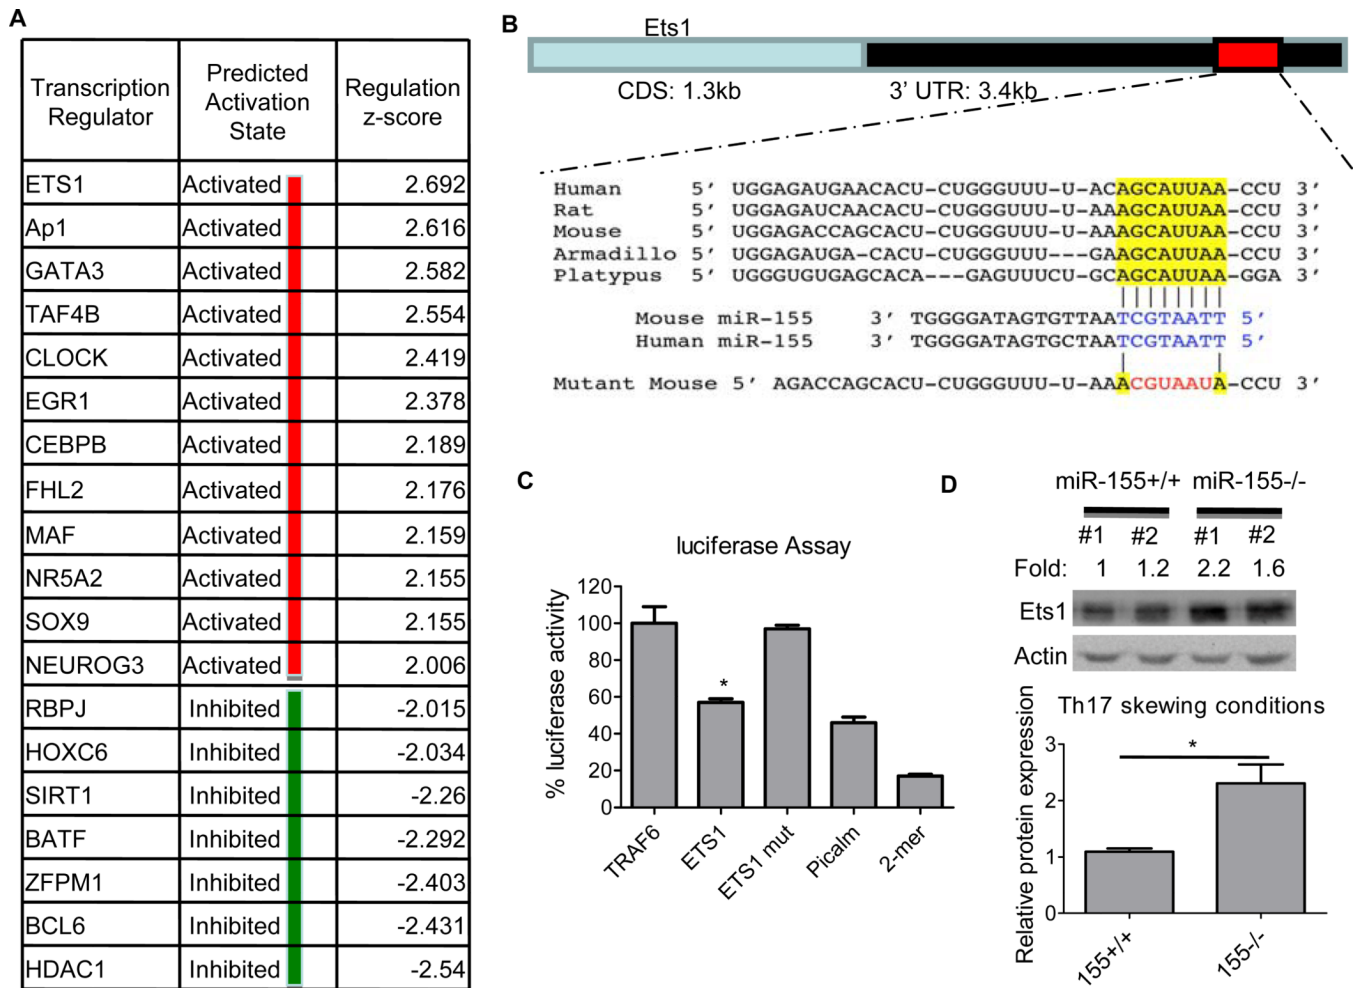 A
Transcription Regulator
Predicted Activation State
Regulation z-score
ETS1 Activated 2.692
Ap1 Activated 2.616
GATA3 Activated 2.582
TAF4B Activated 2.554
CLOCK Activated 2.419
EGR1 Activated 2.378
CEBPB Activated 2.189
FHL2 Activated 2.176
MAF Activated 2.159
NR5A2 Activated 2.155
SOX9 Activated 2.155
NEUROG3 Activated 2.006
RBPJ Inhibited -2.015
HOXC6 Inhibited -2.034
SIRT1 Inhibited -2.26
BATF Inhibited -2.292
ZFPM1 Inhibited -2.403
BCL6 Inhibited -2.431
HDAC1 Inhibited -2.54
B
Ets1
CDS: 1.3kb 3' UTR: 3.4kb
Human 5' UGGAGAUGAACACU-CUGGGUUU-U-ACAGCAUUAA-CCU 3'
Rat 5' UGGAGAUCAACACU-CUGGGUUU-U-AAAGCAUUAA-CCU 3'
Mouse 5' UGGAGAUGAACACU-CUGGGUUU-U-AAAGCAUUAA-CCU 3'
Armadillo 5' UGGAGAUGA-CACU-CUGGGUUU---GAAGCAUUAA-CCU 3'
Platypus 5' UGGGUGUGAGCACA---GAGUUUCU-GCAGCAUUAA-GGA 3'
Mouse miR-155 3' TGGGGATAGTGTTAATCGTAATT 5'
Human miR-155 3' TGGGGATAGTGCTAATCGTAATT 5'
Mutant Mouse 5' AGACCAGCACU-CUGGGUUU-U-AAACGUAAUA-CCU 3'
C
luciferase Assay
% luciferase activity
120
100
80
60
40
20
0
*
TRAF6
ETS1
ETS1 mut
Picalm
2-mer
D
miR-155+/+ miR-155-/-
#1 #2 #1 #2
Fold: 1 1.2 2.2 1.6
Ets1
Actin
Th17 skewing conditions
Relative protein expression
3
2
1
0
*
155+/+
155-/-